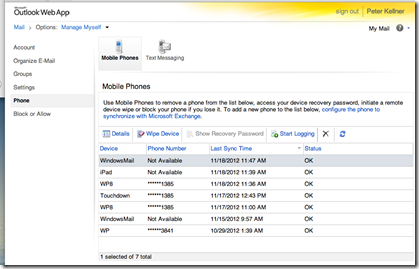 Microsoft
Outlook Web App
sign out Peter Kellner
Mail › Options: Manage Myself
My Mail ?
Account
Organize E-Mail
Groups
Settings
Phone
Block or Allow
Mobile Phones Text Messaging
Mobile Phones
Use Mobile Phones to remove a phone from the list below, access your device recovery password, initiate a remote
device wipe or block your phone if you lose it. To add a new phone to the list below, configure the phone to
synchronize with Microsoft Exchange.
Details Wipe Device Show Recovery Password Start Logging
Device Phone Number Last Sync Time Status
WindowsMail Not Available 11/18/2012 11:47 AM OK
iPad Not Available 11/18/2012 11:39 AM OK
WP8 ******1385 11/18/2012 11:36 AM OK
Touchdown ******1385 11/17/2012 12:43 PM OK
WP8 ******1385 11/17/2012 11:00 AM OK
WindowsMail Not Available 11/15/2012 9:57 AM OK
WP ******3841 10/29/2012 1:39 AM OK
1 selected of 7 total